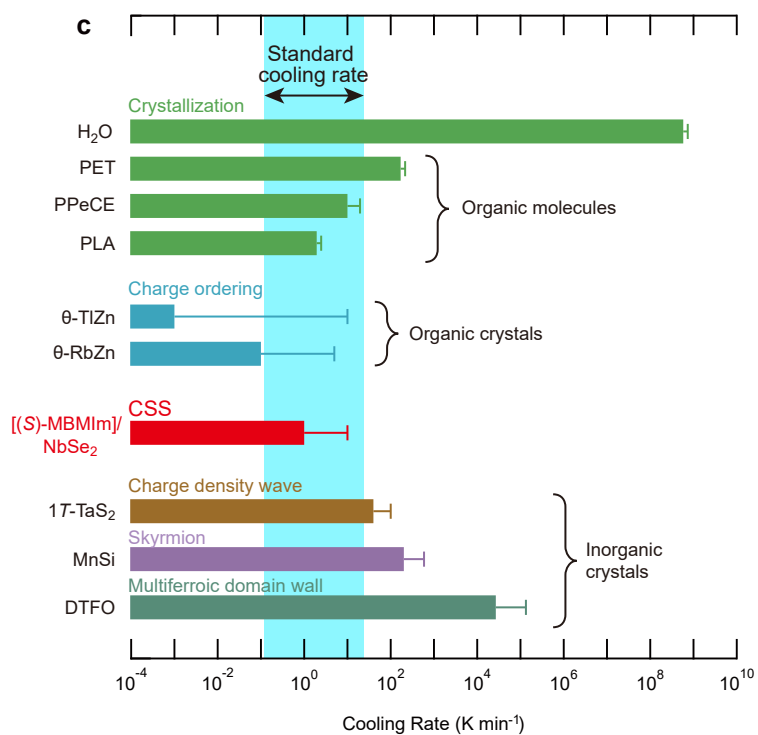 c
Standard
cooling rate
Crystallization
H₂O
PET
PPeCE
PLA
Organic molecules
Charge ordering
θ-TlZn
θ-RbZn
Organic crystals
CSS
[(S)-MBMIm]/
NbSe₂
Charge density wave
1T-TaS₂
Skyrmion
MnSi
Multiferroic domain wall
DTFO
Inorganic
crystals
10⁻⁴ 10⁻² 10⁰ 10² 10⁴ 10⁶ 10⁸ 10¹⁰
Cooling Rate (K min⁻¹)